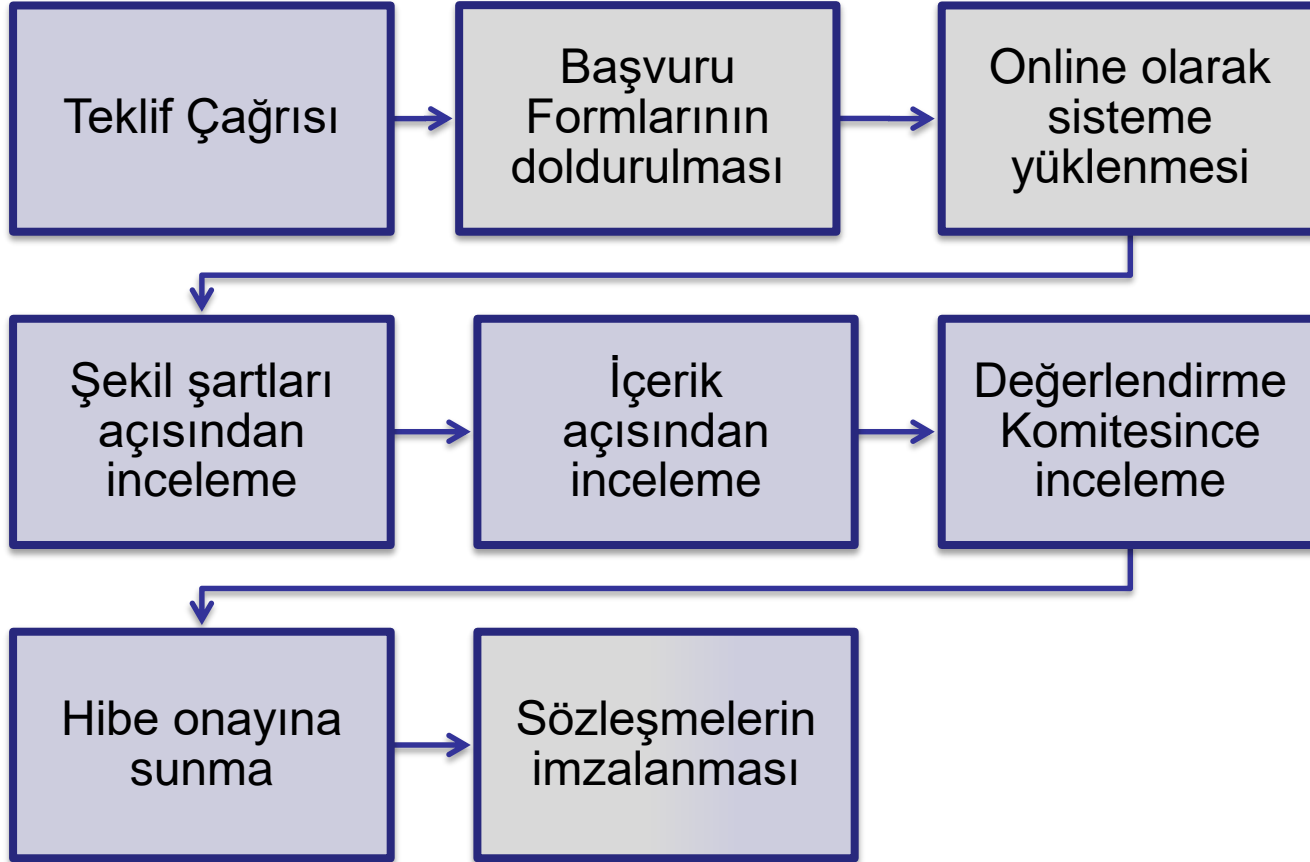 Teklif Çağrısı
Başvuru
Formlarının
doldurulması
Online olarak
sisteme
yüklenmesi
Şekil şartları
açısından
inceleme
İçerik
açısından
inceleme
Değerlendirme
Komitesince
inceleme
Hibe onayına
sunma
Sözleşmelerin
imzalanması